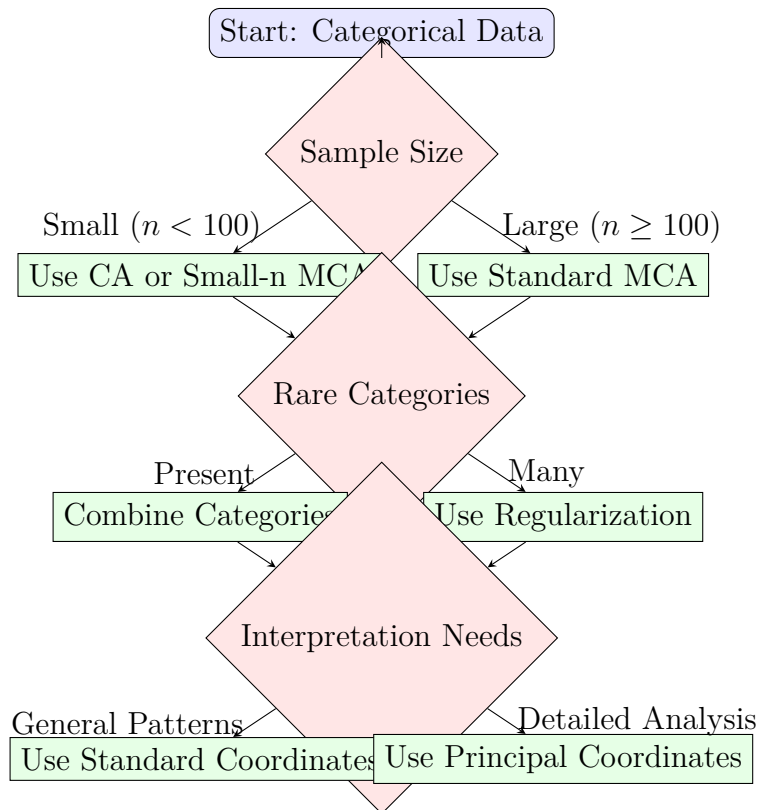 Start: Categorical Data
Sample Size
Small (n < 100)
Large (n ≥ 100)
Use CA or Small-n MCA
Use Standard MCA
Rare Categories
Present
Many
Combine Categories
Use Regularization
Interpretation Needs
General Patterns
Detailed Analysis
Use Standard Coordinates
Use Principal Coordinates